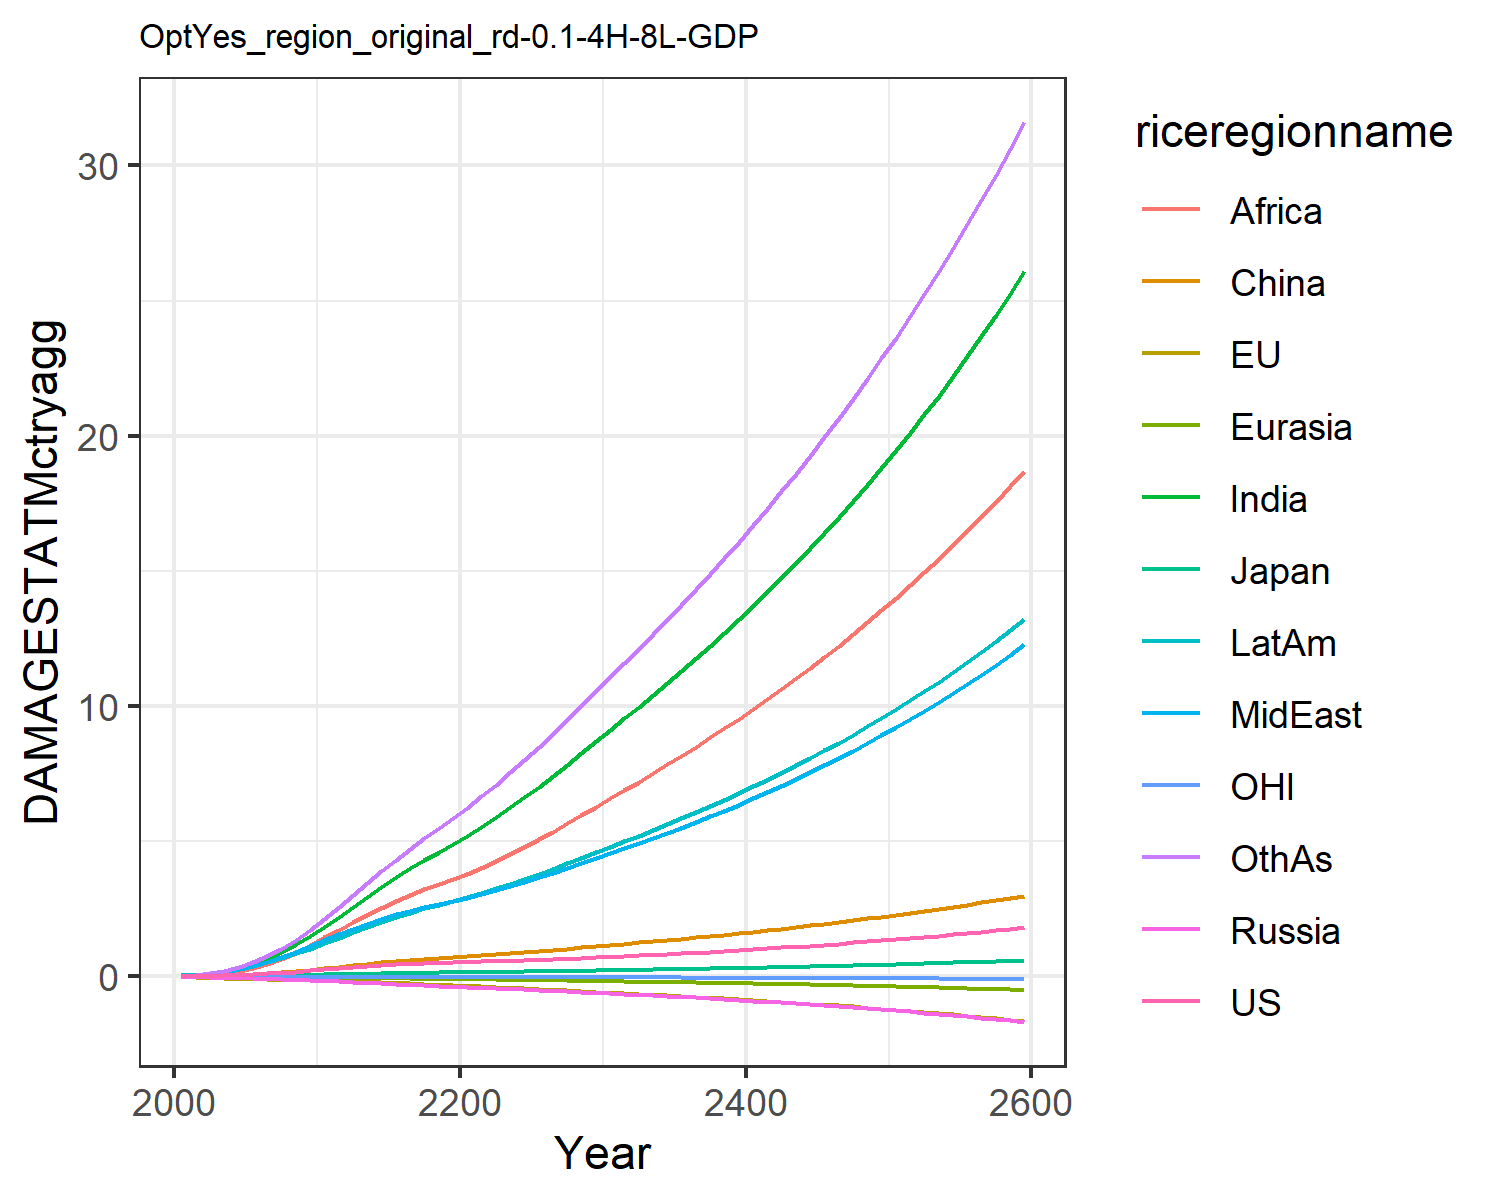 OptYes_region_original_rd-0.1-4H-8L-GDP
DAMAGESTATMctryagg
30
20
10
0
2000
2200
2400
2600
Year
riceregionname
Africa
China
EU
Eurasia
India
Japan
LatAm
MidEast
OHI
OthAs
Russia
US